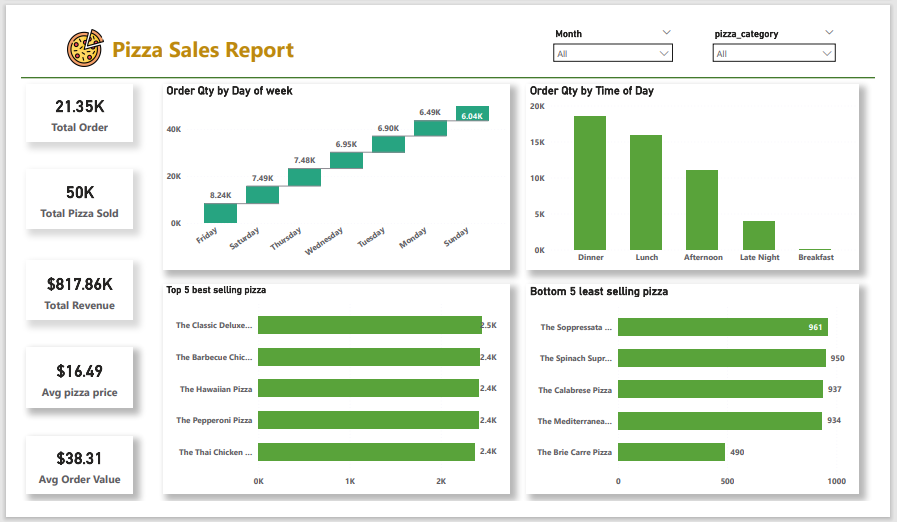 Pizza Sales Report
Month
All
pizza_category
All
21.35K
Total Order
50K
Total Pizza Sold
$817.86K
Total Revenue
$16.49
Avg pizza price
$38.31
Avg Order Value
Order Qty by Day of week
40K
20K
0K
8.24K
7.49K
7.48K
6.95K
6.90K
6.49K
6.04K
Friday
Saturday
Thursday
Wednesday
Tuesday
Monday
Sunday
Order Qty by Time of Day
20K
15K
10K
5K
0K
Dinner
Lunch
Afternoon
Late Night
Breakfast
Top 5 best selling pizza
The Classic Deluxe... 2.5K
The Barbecue Chic... 2.4K
The Hawaiian Pizza 2.4K
The Pepperoni Pizza 2.4K
The Thai Chicken ... 2.4K
0K 1K 2K
Bottom 5 least selling pizza
The Soppressata ... 961
The Spinach Supr... 950
The Calabrese Pizza 937
The Mediterranea... 934
The Brie Carre Pizza 490
0 500 1000